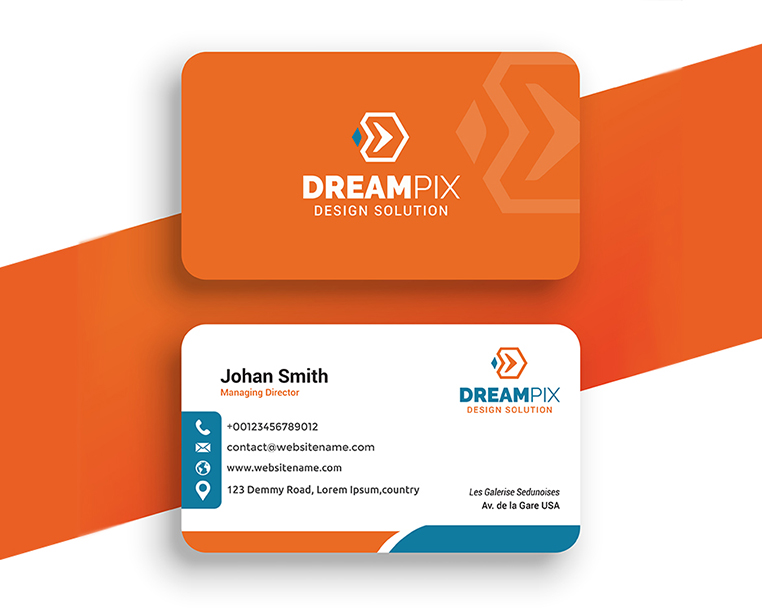 DREAMPIX
DESIGN SOLUTION
Johan Smith
Managing Director
DREAMPIX
DESIGN SOLUTION
+00123456789012
contact@websitename.com
www.websitename.com
123 Demmy Road, Lorem Ipsum,country
Les Galerise Sedunoises
Av. de la Gare USA